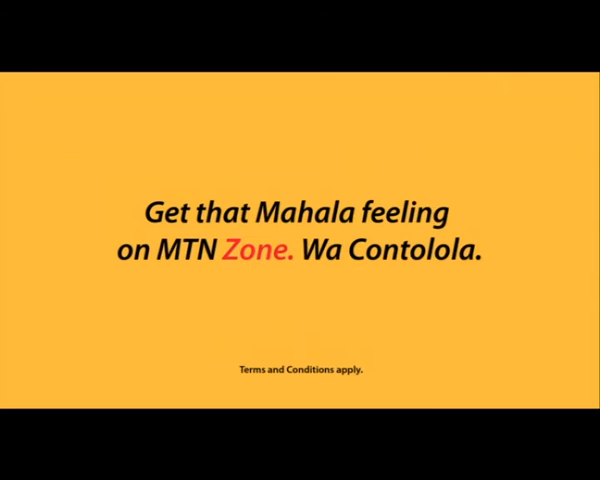 Get that Mahala feeling
on MTN Zone. Wa Contolola.
Terms and Conditions apply.